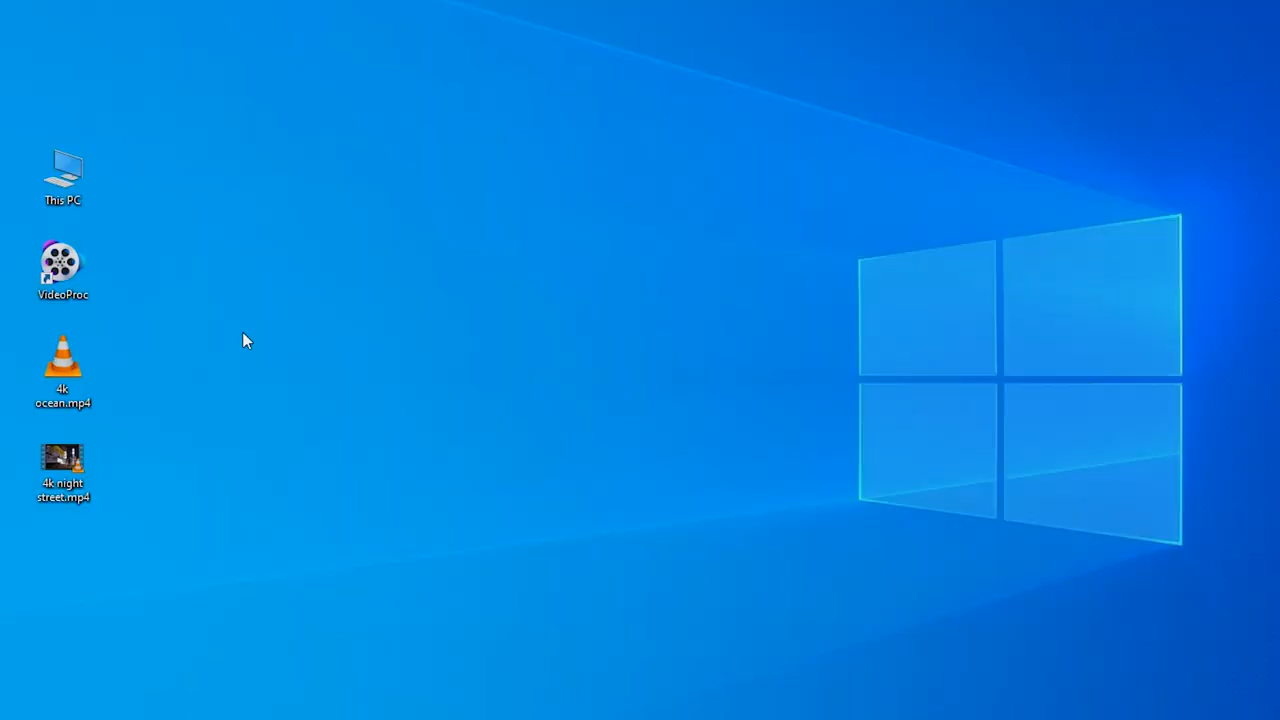 This PC
VideoProc
4k
ocean.mp4
4k night
street.mp4